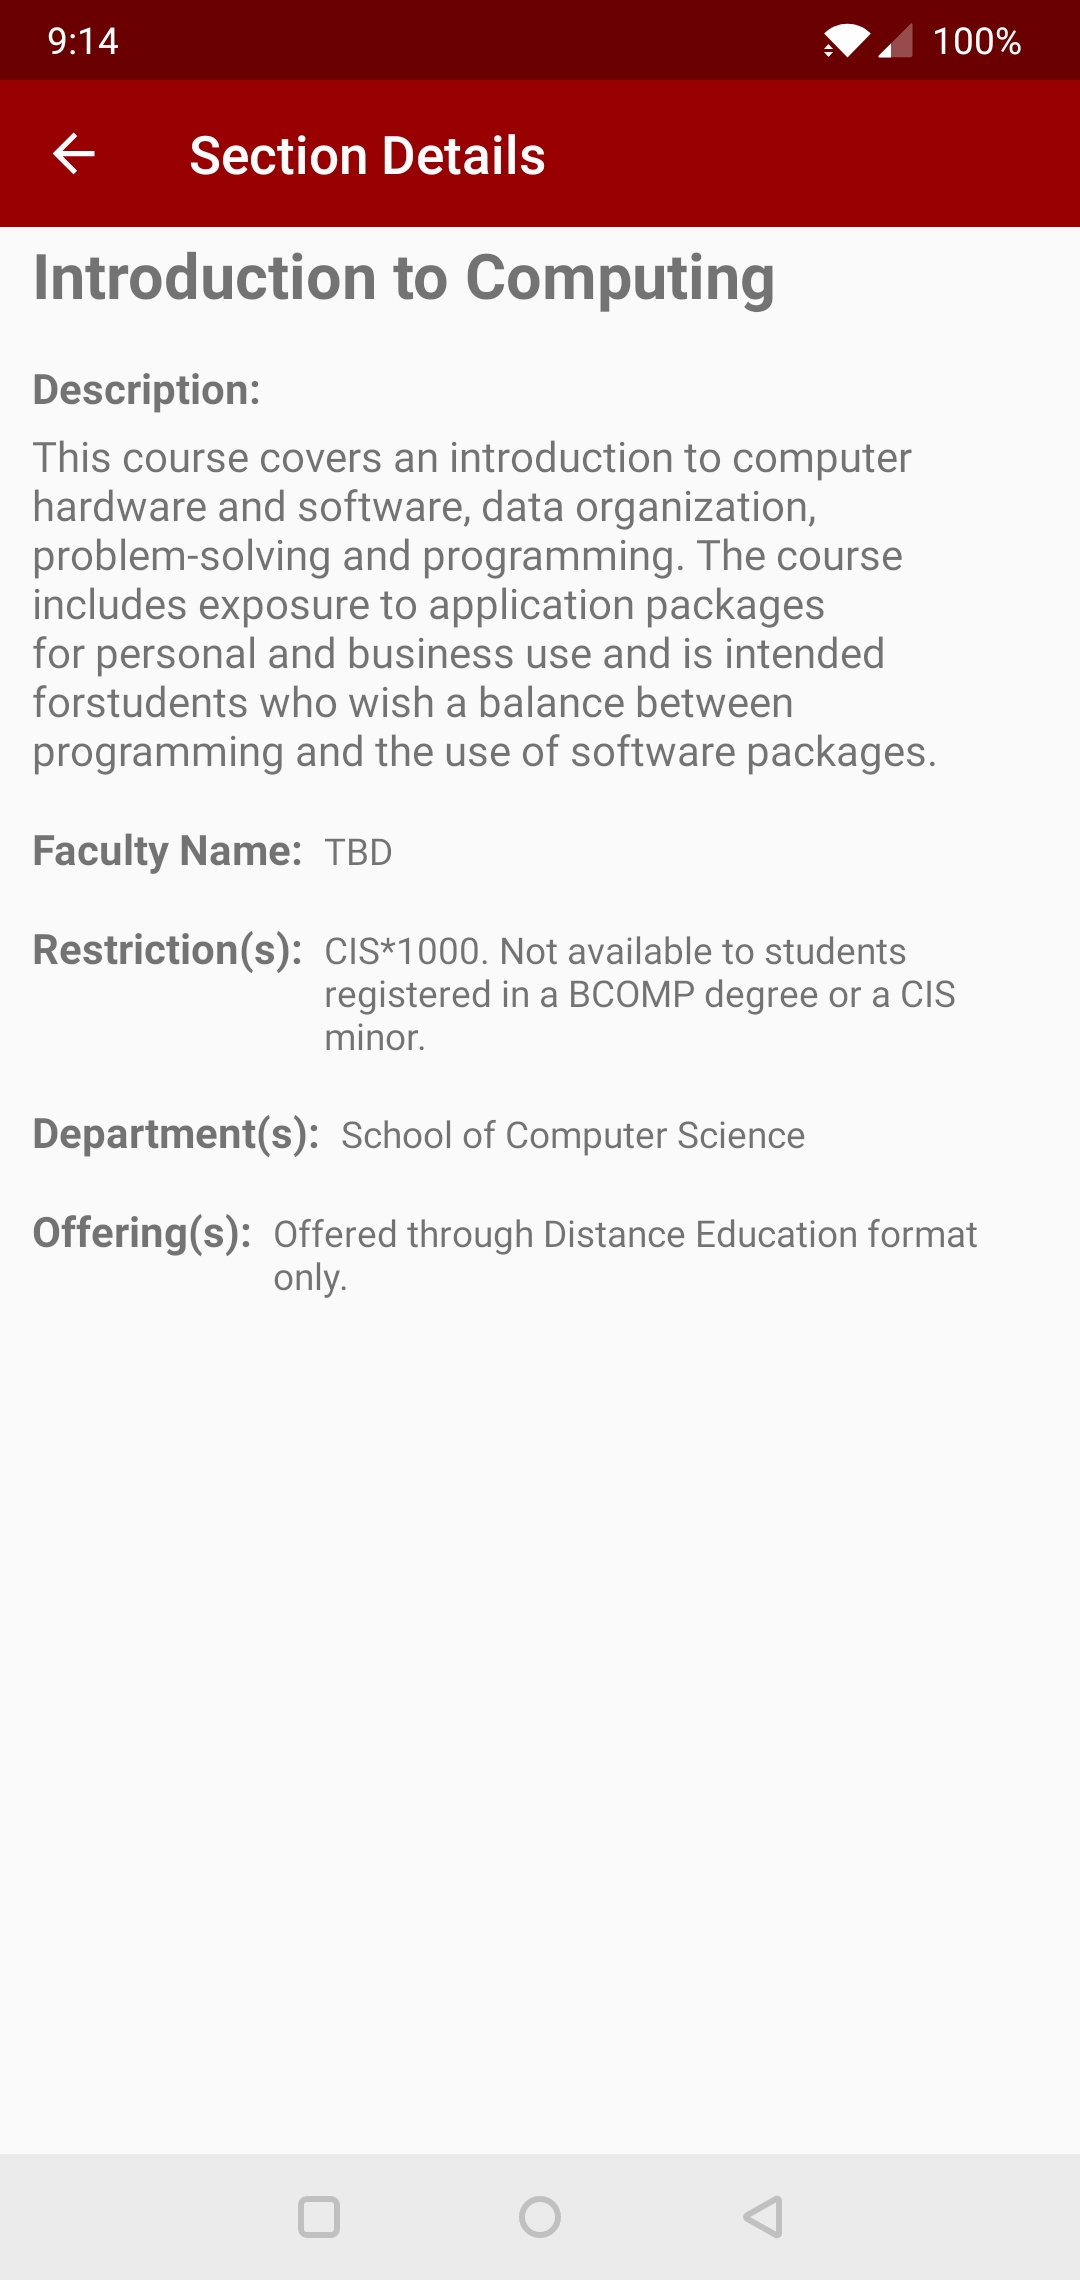 9:14
100%
Section Details
Introduction to Computing
Description:
This course covers an introduction to computer
hardware and software, data organization,
problem-solving and programming. The course
includes exposure to application packages
for personal and business use and is intended
forstudents who wish a balance between
programming and the use of software packages.
Faculty Name: TBD
Restriction(s): CIS*1000. Not available to students
registered in a BCOMP degree or a CIS
minor.
Department(s): School of Computer Science
Offering(s): Offered through Distance Education format
only.